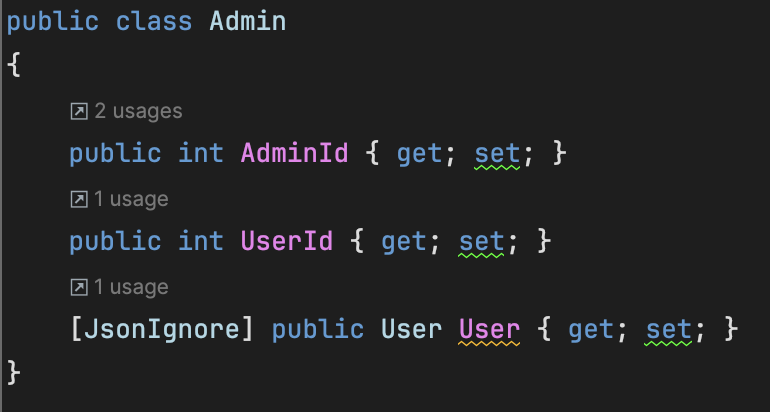 public class Admin
{
2 usages
public int AdminId { get; set; }
1 usage
public int UserId { get; set; }
1 usage
[JsonIgnore] public User User { get; set; }
}